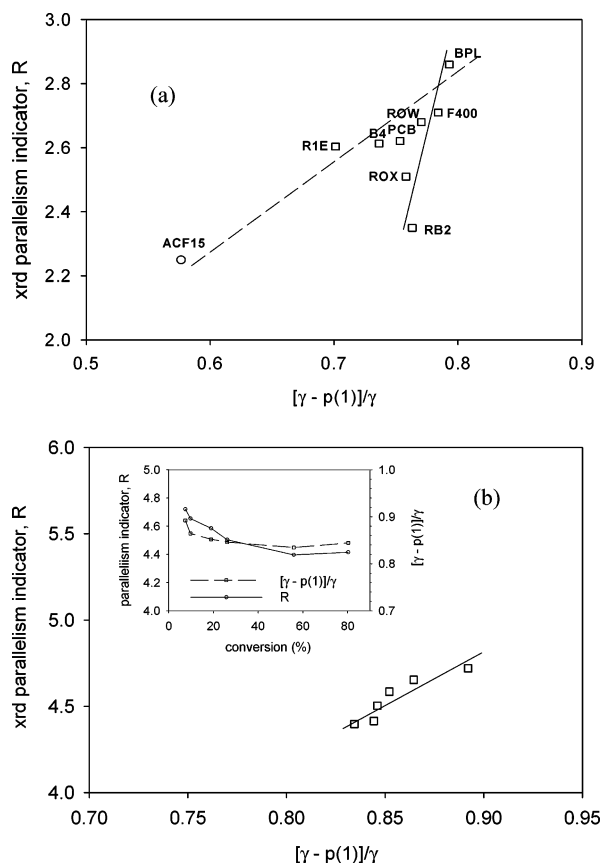 3.0
(a)
BPL
2.8
ROW
F400
B4
PCB
R1E
2.6
ROX
2.4
RB2
ACF15
2.2
2.0
xrd parallelism indicator, R
0.5 0.6 0.7 0.8 0.9
[γ - p(1)]/γ
6.0
(b)
5.5
5.0
4.5
4.0
xrd parallelism indicator, R
5.0
4.8
4.6
4.4
4.2
4.0
paralleliism indicator, R
1.0
0.9
0.8
0.7
[γ - p(1)]/γ
[γ - p(1)]/γ
R
0 20 40 60 80 100
conversion (%)
0.70 0.75 0.80 0.85 0.90 0.95
[γ - p(1)]/γ